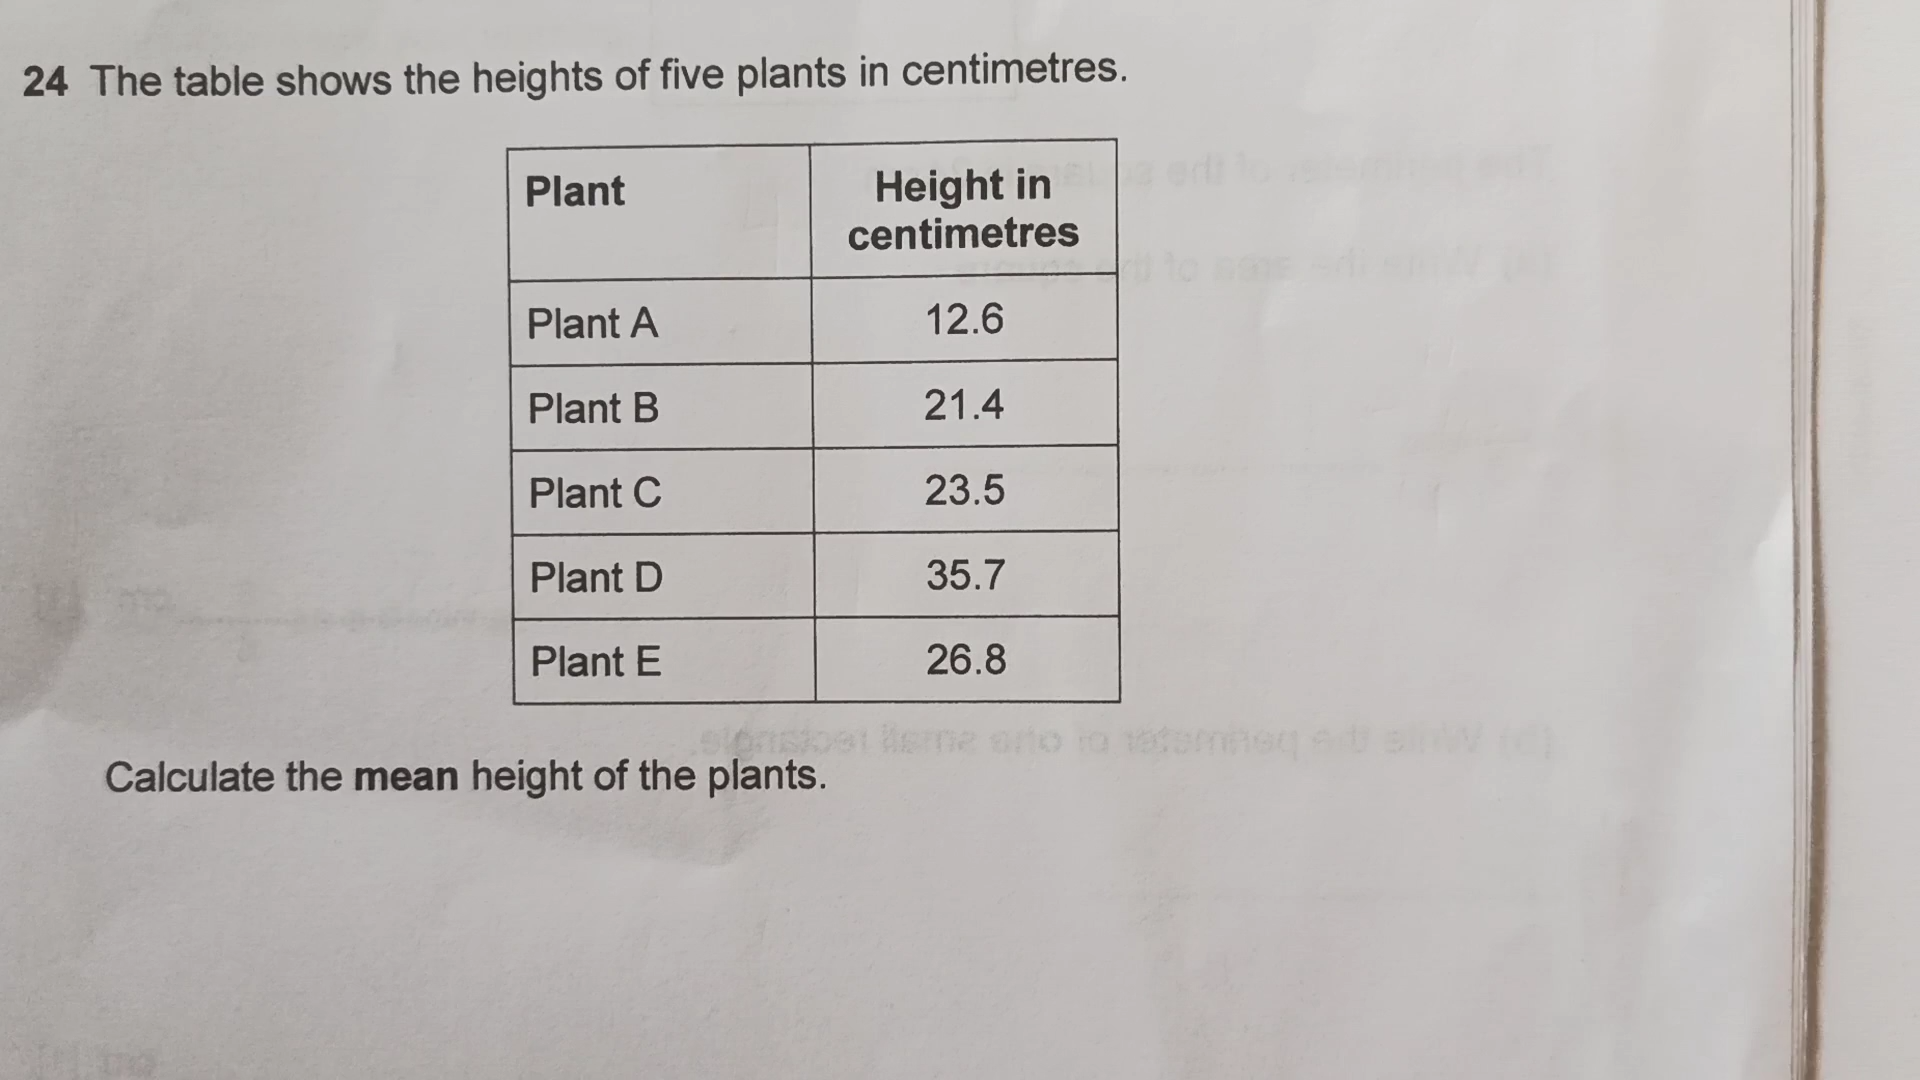 24 The table shows the heights of five plants in centimetres.
Plant Height in
centimetres
Plant A 12.6
Plant B 21.4
Plant C 23.5
Plant D 35.7
Plant E 26.8
Calculate the mean height of the plants.